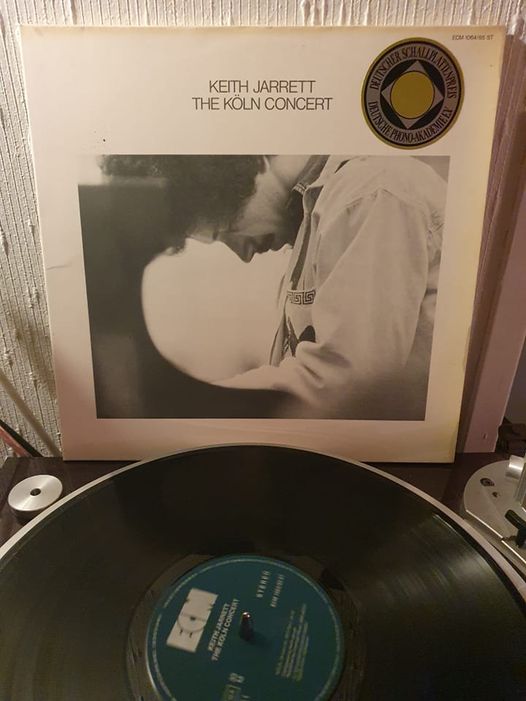 ECM 1064/65 ST
KEITH JARRETT
THE KÖLN CONCERT
DEUTSCHER SCHALLPLATTENPREIS
DEUTSCHE PHONO-AKADEMIE E.V.
ECM
KEITH JARRETT
THE KÖLN CONCERT
STEREO